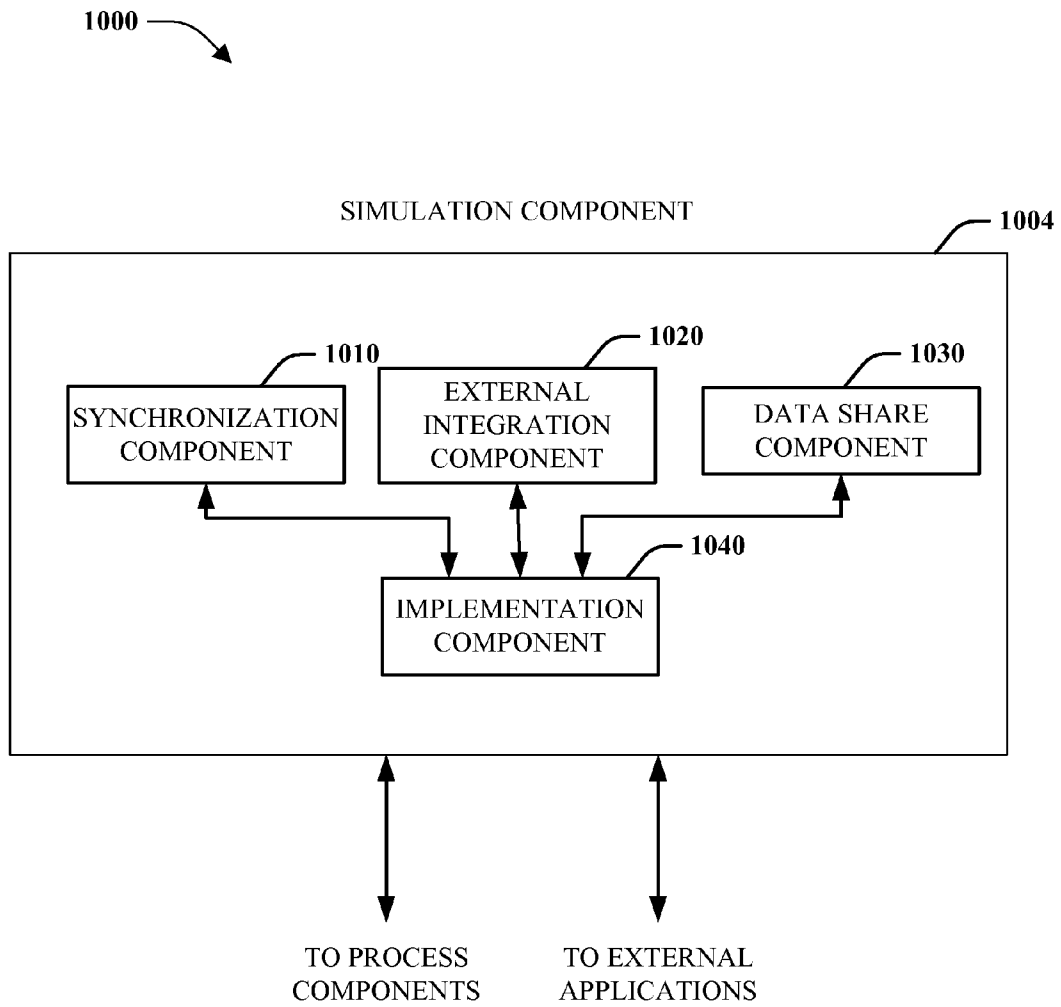 1000
SIMULATION COMPONENT
1004
1010
1020
1030
SYNCHRONIZATION
COMPONENT
EXTERNAL
INTEGRATION
COMPONENT
DATA SHARE
COMPONENT
1040
IMPLEMENTATION
COMPONENT
TO PROCESS
COMPONENTS
TO EXTERNAL
APPLICATIONS